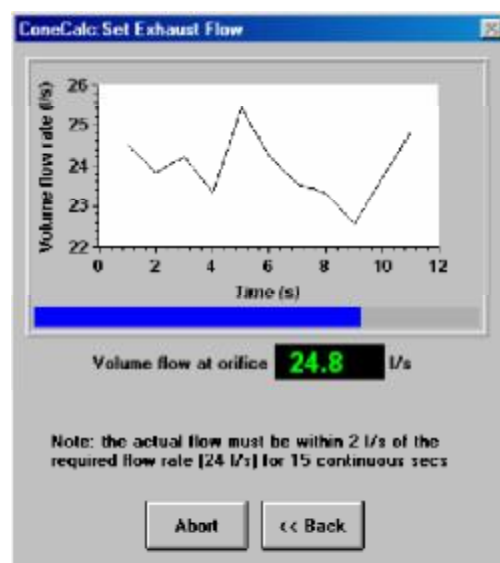 ConeCalc: Set Exhaust Flow
Volume flow rate (l/s)
26
25
24
23
22
0 2 4 6 8 10 12
Time (s)
Volume flow at orifice 24.8 l/s
Note: the actual flow must be within 2 l/s of the
required flow rate (24 l/s) for 15 continuous secs
Abort << Back